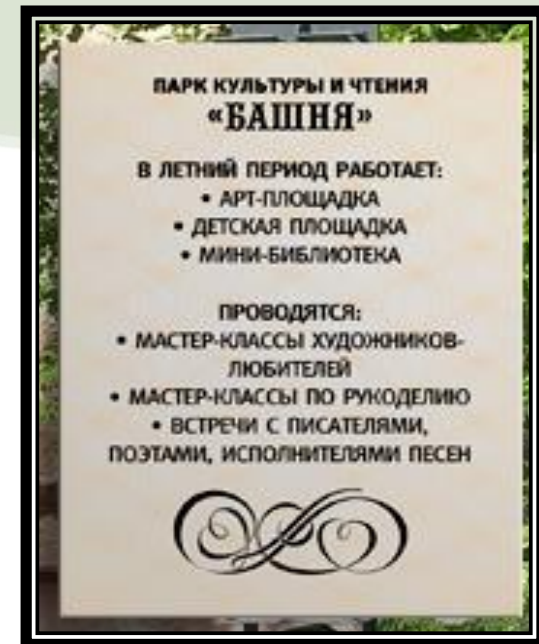 ПАРК КУЛЬТУРЫ И ЧТЕНИЯ
«БАШНЯ»
В ЛЕТНИЙ ПЕРИОД РАБОТАЕТ:
• АРТ-ПЛОЩАДКА
• ДЕТСКАЯ ПЛОЩАДКА
• МИНИ-БИБЛИОТЕКА
ПРОВОДЯТСЯ:
• МАСТЕР-КЛАССЫ ХУДОЖНИКОВ-
ЛЮБИТЕЛЕЙ
• МАСТЕР-КЛАССЫ ПО РУКОДЕЛИЮ
• ВСТРЕЧИ С ПИСАТЕЛЯМИ,
ПОЭТАМИ, ИСПОЛНИТЕЛЯМИ ПЕСЕН